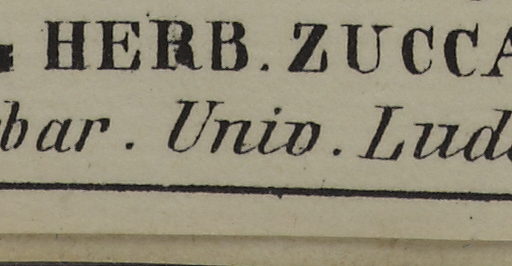 HERB. ZUCCA
bar. Univ. Lud